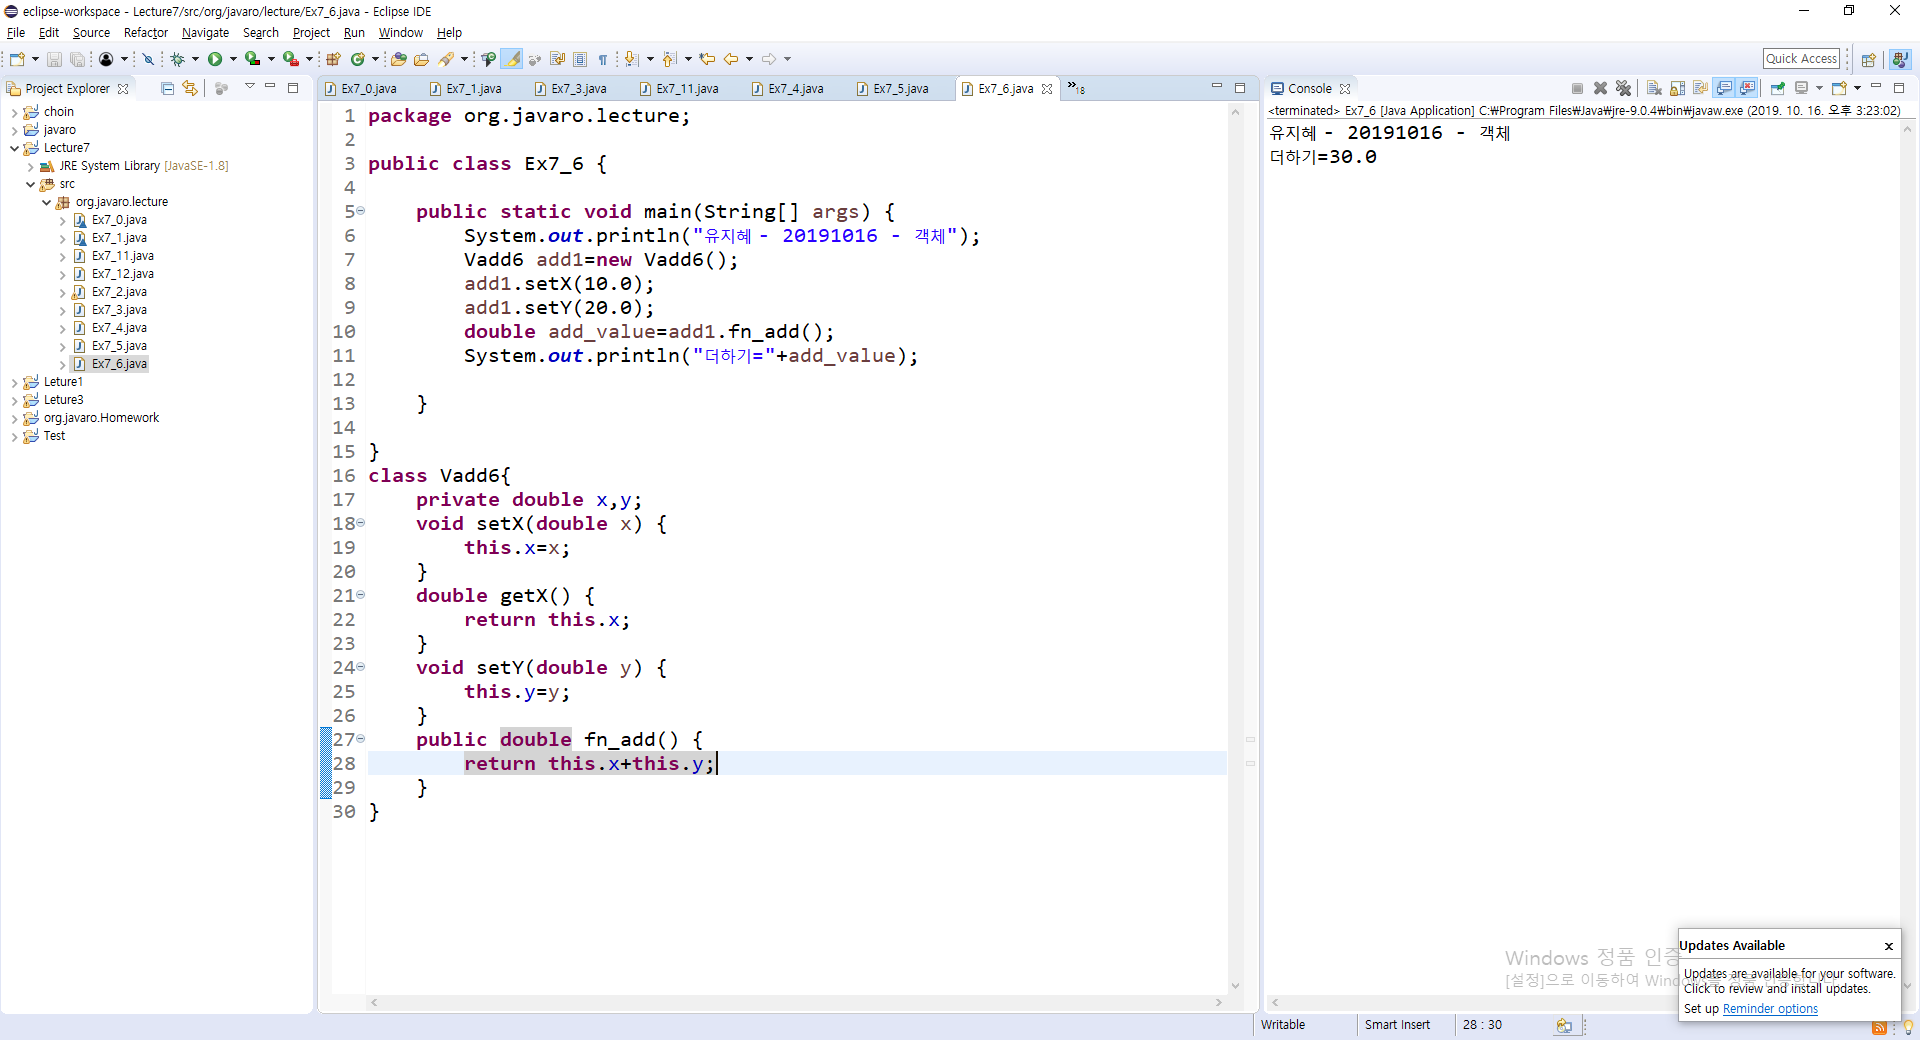 eclipse-workspace - Lecture7/src/org/javaro/lecture/Ex7_6.java - Eclipse IDE
File Edit Source Refactor Navigate Search Project Run Window Help
Quick Access
Project Explorer
choin
javaro
Lecture7
JRE System Library [JavaSE-1.8]
src
org.javaro.lecture
Ex7_0.java
Ex7_1.java
Ex7_11.java
Ex7_12.java
Ex7_2.java
Ex7_3.java
Ex7_4.java
Ex7_5.java
Ex7_6.java
Leture1
Leture3
org.javaro.Homework
Test
Ex7_0.java Ex7_1.java Ex7_3.java Ex7_11.java Ex7_4.java Ex7_5.java Ex7_6.java »18
1 package org.javaro.lecture;
2
3 public class Ex7_6 {
4
5 public static void main(String[] args) {
6 System.out.println("유지혜 - 20191016 - 객체");
7 Vadd6 add1=new Vadd6();
8 add1.setX(10.0);
9 add1.setY(20.0);
10 double add_value=add1.fn_add();
11 System.out.println("더하기="+add_value);
12
13 }
14
15 }
16 class Vadd6{
17 private double x,y;
18 void setX(double x) {
19 this.x=x;
20 }
21 double getX() {
22 return this.x;
23 }
24 void setY(double y) {
25 this.y=y;
26 }
27 public double fn_add() {
28 return this.x+this.y;
29 }
30 }
Console
<terminated> Ex7_6 [Java Application] C:₩Program Files₩Java₩jre-9.0.4₩bin₩javaw.exe (2019. 10. 16. 오후 3:23:02)
유지혜 - 20191016 - 객체
더하기=30.0
Windows 정품 인증
[설정]으로 이동하여 Wind
Updates Available
Updates are available for your software.
Click to review and install updates.
Set up Reminder options
Writable Smart Insert 28 : 30